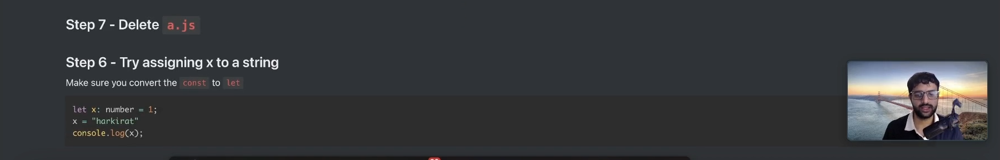 Step 7 - Delete a.js
Step 6 - Try assigning x to a string
Make sure you convert the const to let
let x: number = 1;
x = "harkirat"
console.log(x);